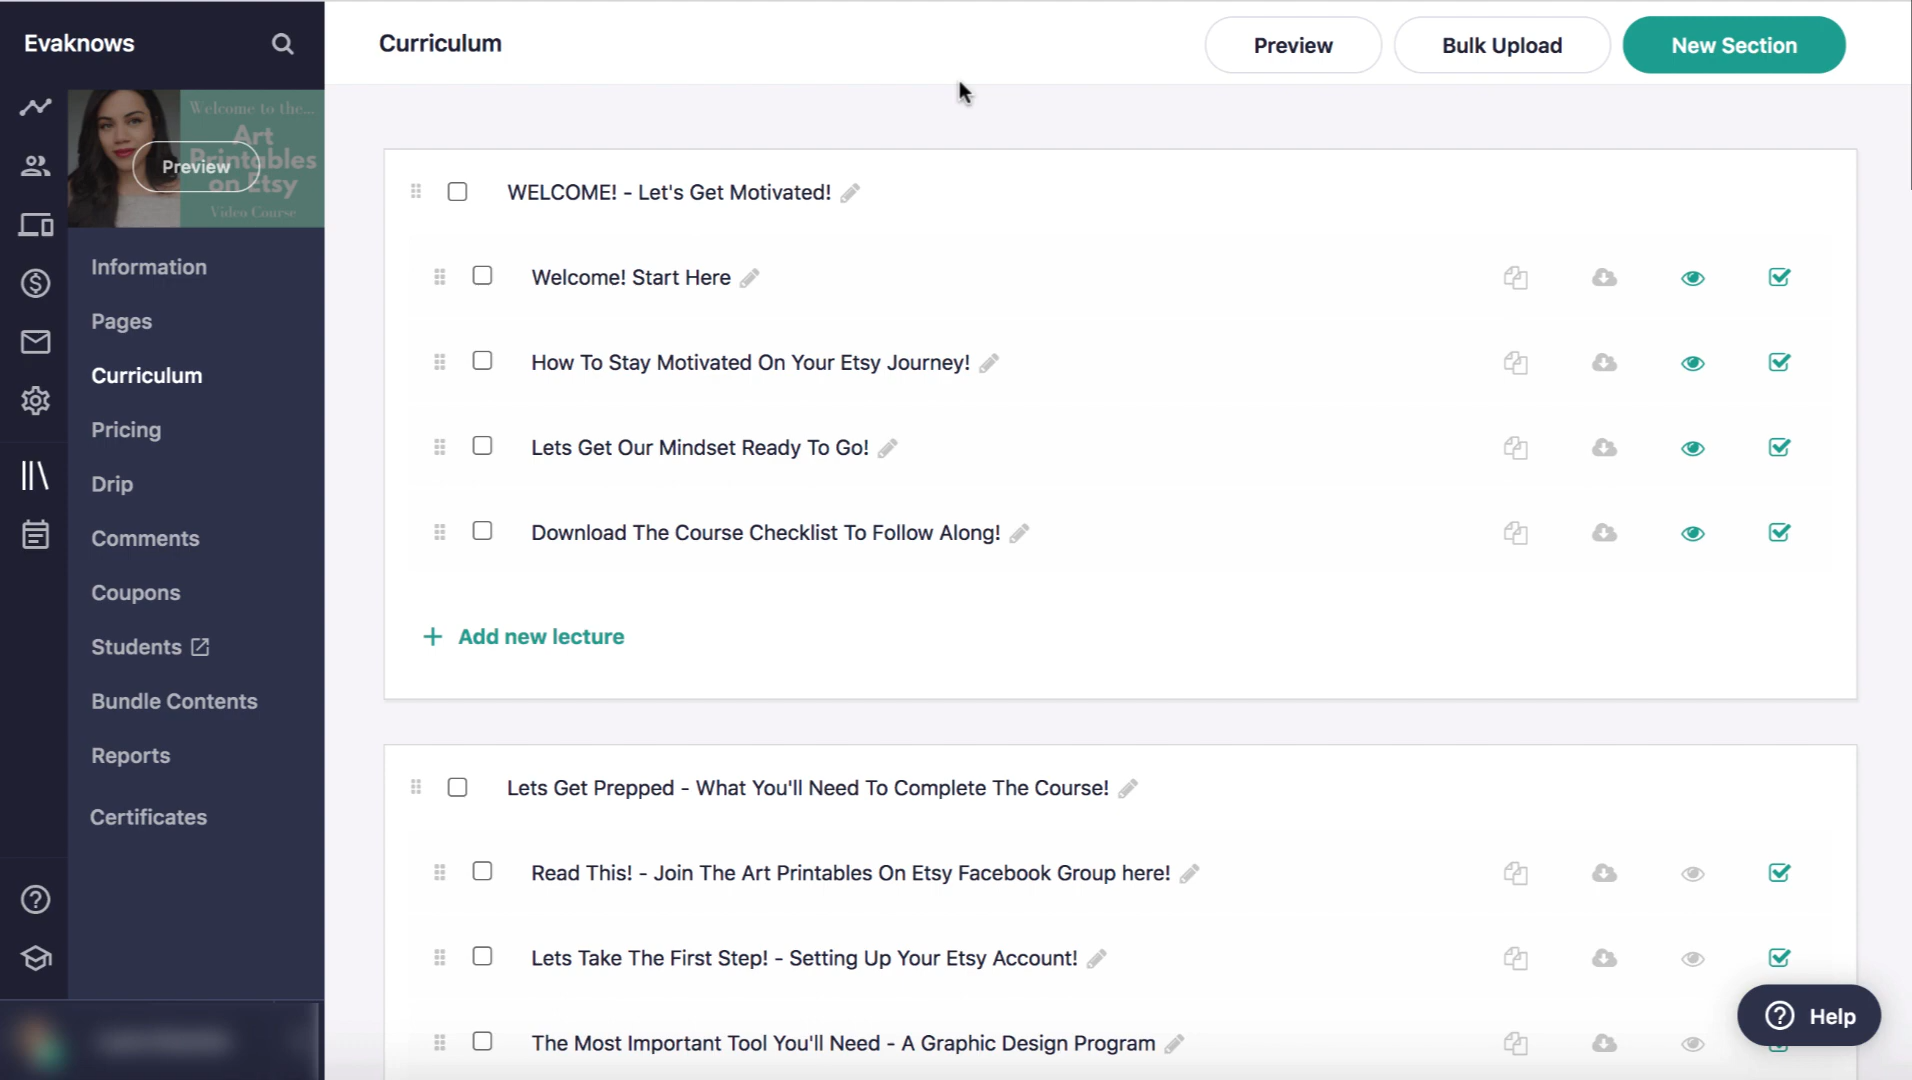 Evaknows
Curriculum
Preview
Bulk Upload
New Section
Welcome to the...
Art
Printables
on Etsy
Video Course
Preview
Information
Pages
Curriculum
Pricing
Drip
Comments
Coupons
Students
Bundle Contents
Reports
Certificates
WELCOME! - Let's Get Motivated!
Welcome! Start Here
How To Stay Motivated On Your Etsy Journey!
Lets Get Our Mindset Ready To Go!
Download The Course Checklist To Follow Along!
+ Add new lecture
Lets Get Prepped - What You'll Need To Complete The Course!
Read This! - Join The Art Printables On Etsy Facebook Group here!
Lets Take The First Step! - Setting Up Your Etsy Account!
The Most Important Tool You'll Need - A Graphic Design Program
Help